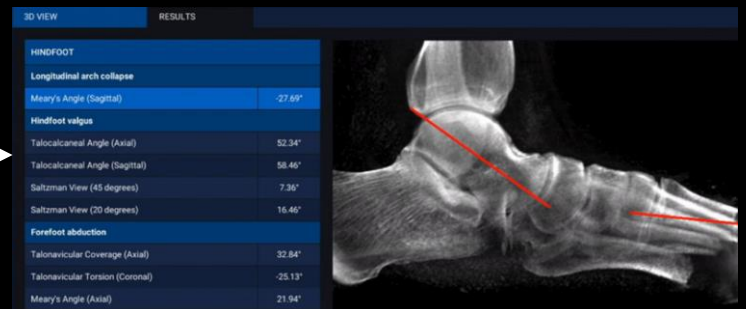 3D VIEW RESULTS
HINDFOOT
Longitudinal arch collapse
Meary's Angle (Sagittal) -27.69°
Hindfoot valgus
Talocalcaneal Angle (Axial) 52.34°
Talocalcaneal Angle (Sagittal) 58.46°
Saltzman View (45 degrees) 7.36°
Saltzman View (20 degrees) 16.46°
Forefoot abduction
Talonavicular Coverage (Axial) 32.84°
Talonavicular Torsion (Coronal) -25.13°
Meary's Angle (Axial) 21.94°